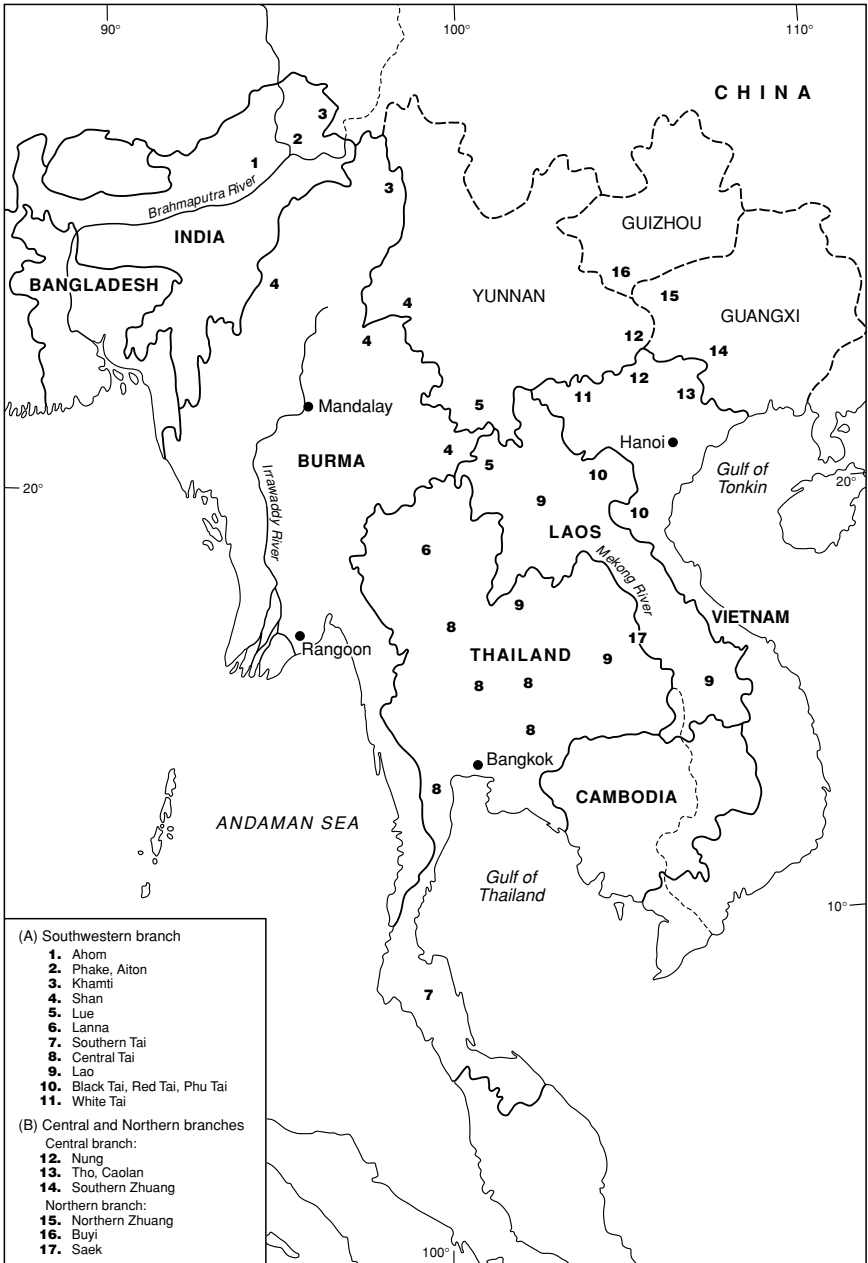 90°
100°
110°
CHINA
3
2
1
3
Brahmaputra River
INDIA
GUIZHOU
BANGLADESH
4
16
15
YUNNAN
4
GUANGXI
4
12
14
12
11
13
5
Mandalay
Hanoi
4
BURMA
5
10
Gulf of
Tonkin
20°
20°
Irrawaddy River
9
10
LAOS
6
Mekong River
9
VIETNAM
8
17
Rangoon
THAILAND
9
9
8
8
8
Bangkok
8
CAMBODIA
ANDAMAN SEA
Gulf of
Thailand
10°
7
(A) Southwestern branch
1. Ahom
2. Phake, Aiton
3. Khamti
4. Shan
5. Lue
6. Lanna
7. Southern Tai
8. Central Tai
9. Lao
10. Black Tai, Red Tai, Phu Tai
11. White Tai
(B) Central and Northern branches
Central branch:
12. Nung
13. Tho, Caolan
14. Southern Zhuang
Northern branch:
15. Northern Zhuang
16. Buyi
17. Saek
100°